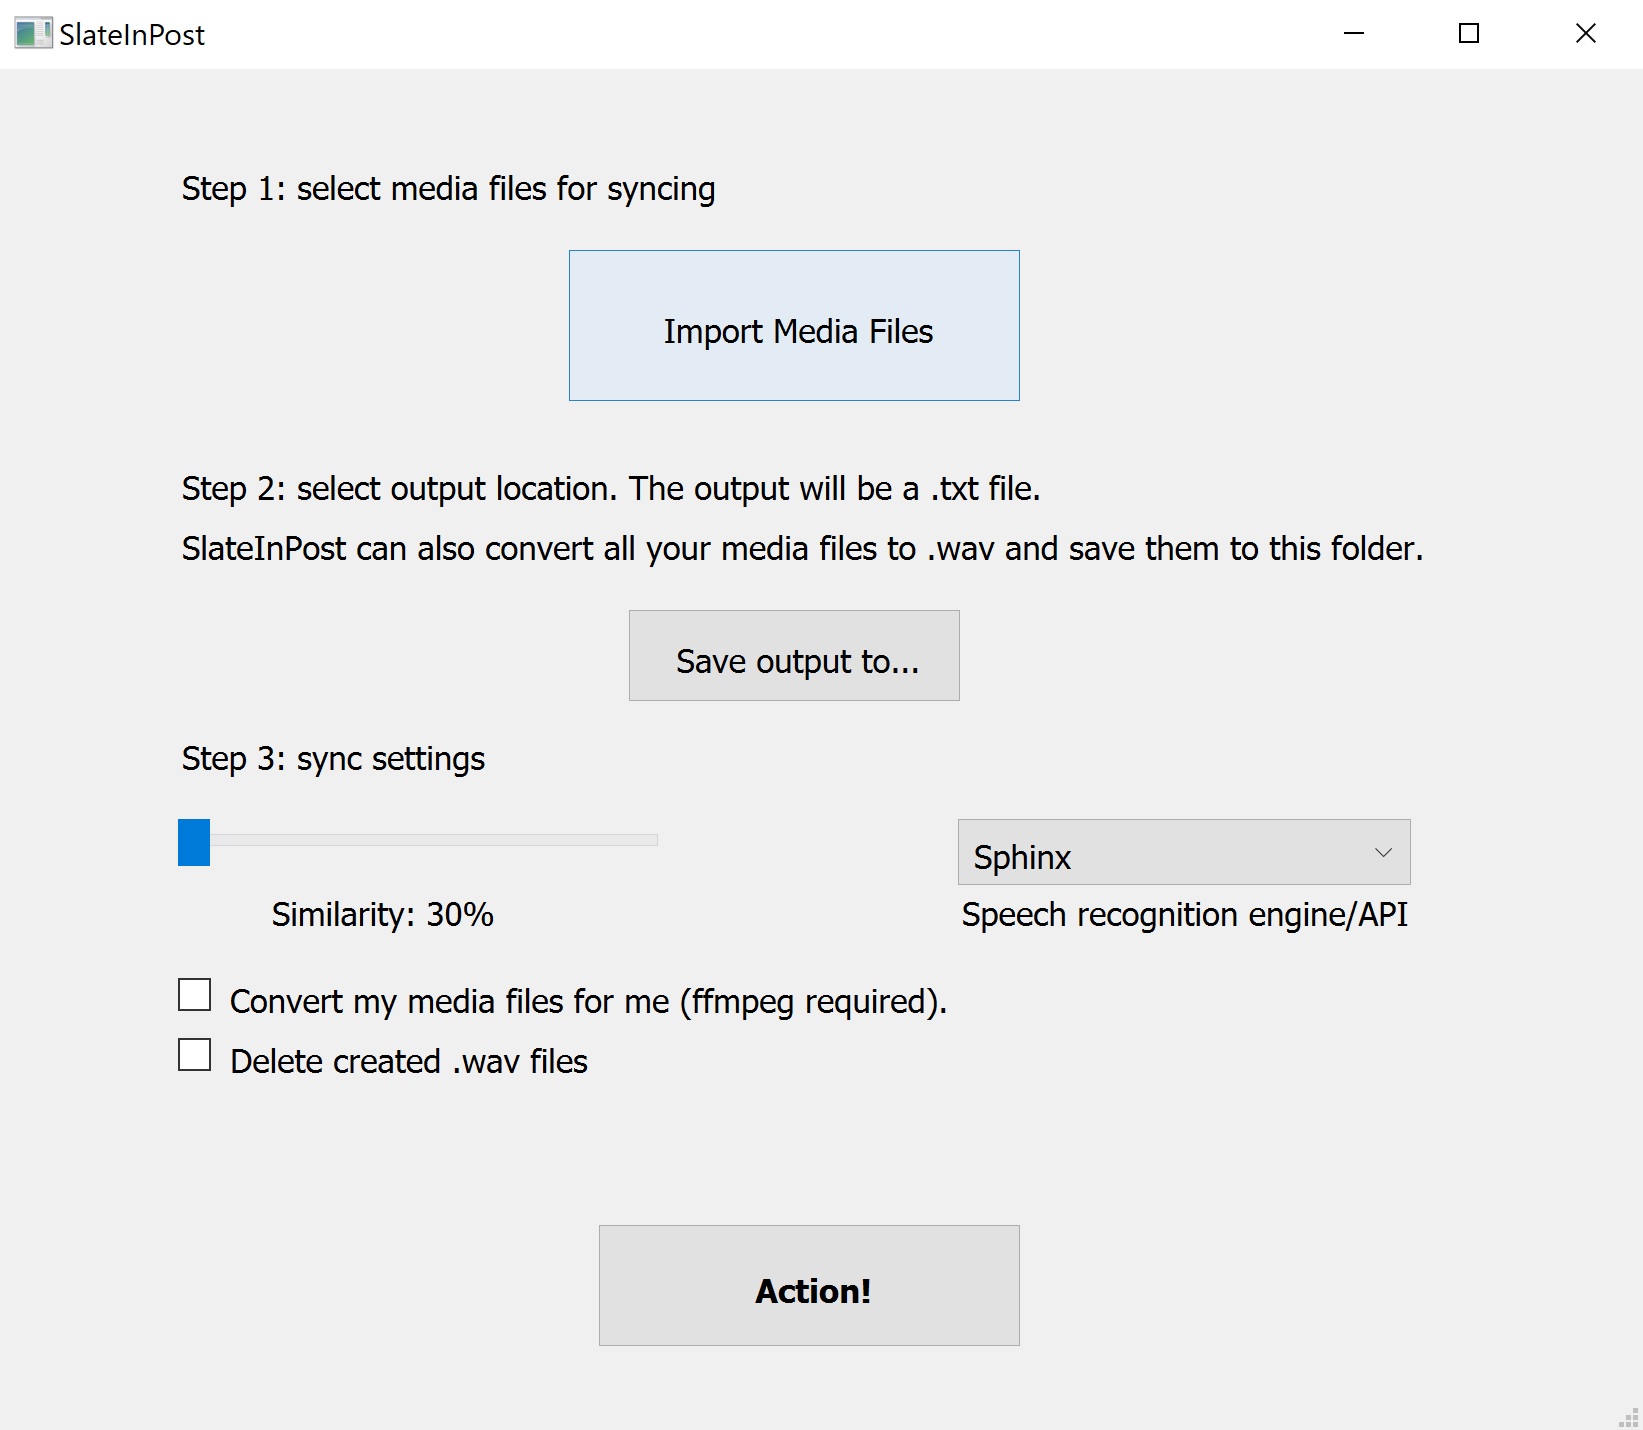 SlateInPost
Step 1: select media files for syncing
Import Media Files
Step 2: select output location. The output will be a .txt file.
SlateInPost can also convert all your media files to .wav and save them to this folder.
Save output to...
Step 3: sync settings
Sphinx
Similarity: 30%
Speech recognition engine/API
Convert my media files for me (ffmpeg required).
Delete created .wav files
Action!